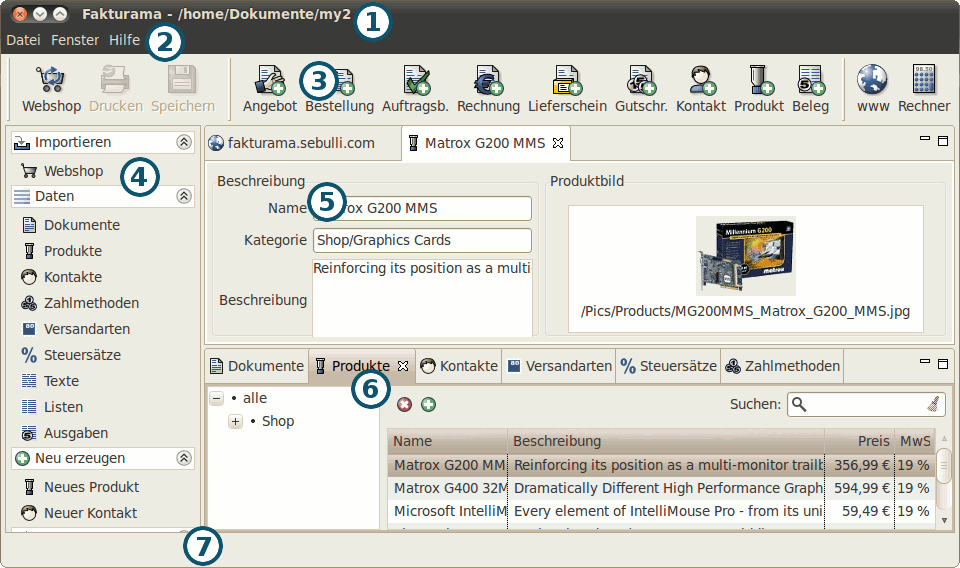 Fakturama - /home/Dokumente/my2 1
Datei Fenster Hilfe 2
3
Webshop Drucken Speichern Angebot Bestellung Auftragsb. Rechnung Lieferschein Gutschr. Kontakt Produkt Beleg www Rechner
Importieren
Webshop 4
Daten
Dokumente
Produkte
Kontakte
Zahlmethoden
Versandarten
Steuersätze
Texte
Listen
Ausgaben
Neu erzeugen
Neues Produkt
Neuer Kontakt
7
fakturama.sebulli.com Matrox G200 MMS
Beschreibung
Name 5 rox G200 MMS
Kategorie Shop/Graphics Cards
Beschreibung Reinforcing its position as a multi-
Produktbild
Millennium G200
matrox
/Pics/Products/MG200MMS_Matrox_G200_MMS.jpg
Dokumente Produkte Kontakte Versandarten Steuersätze Zahlmethoden
6
alle
Shop
Suchen:
Name Beschreibung Preis MwS
Matrox G200 MM Reinforcing its position as a multi-monitor trailb 356,99 € 19 %
Matrox G400 32M Dramatically Different High Performance Graph 594,99 € 19 %
Microsoft IntelliM Every element of IntelliMouse Pro - from its uni 59,49 € 19 %